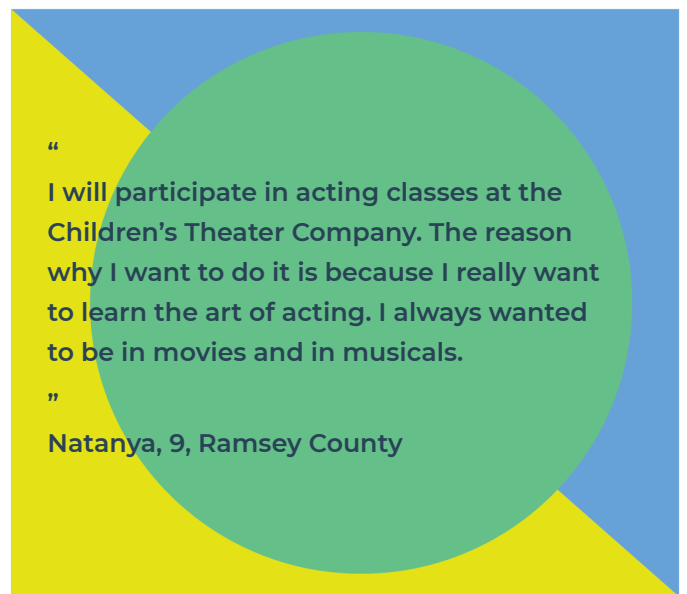 “
I will participate in acting classes at the
Children’s Theater Company. The reason
why I want to do it is because I really want
to learn the art of acting. I always wanted
to be in movies and in musicals.
”
Natanya, 9, Ramsey County